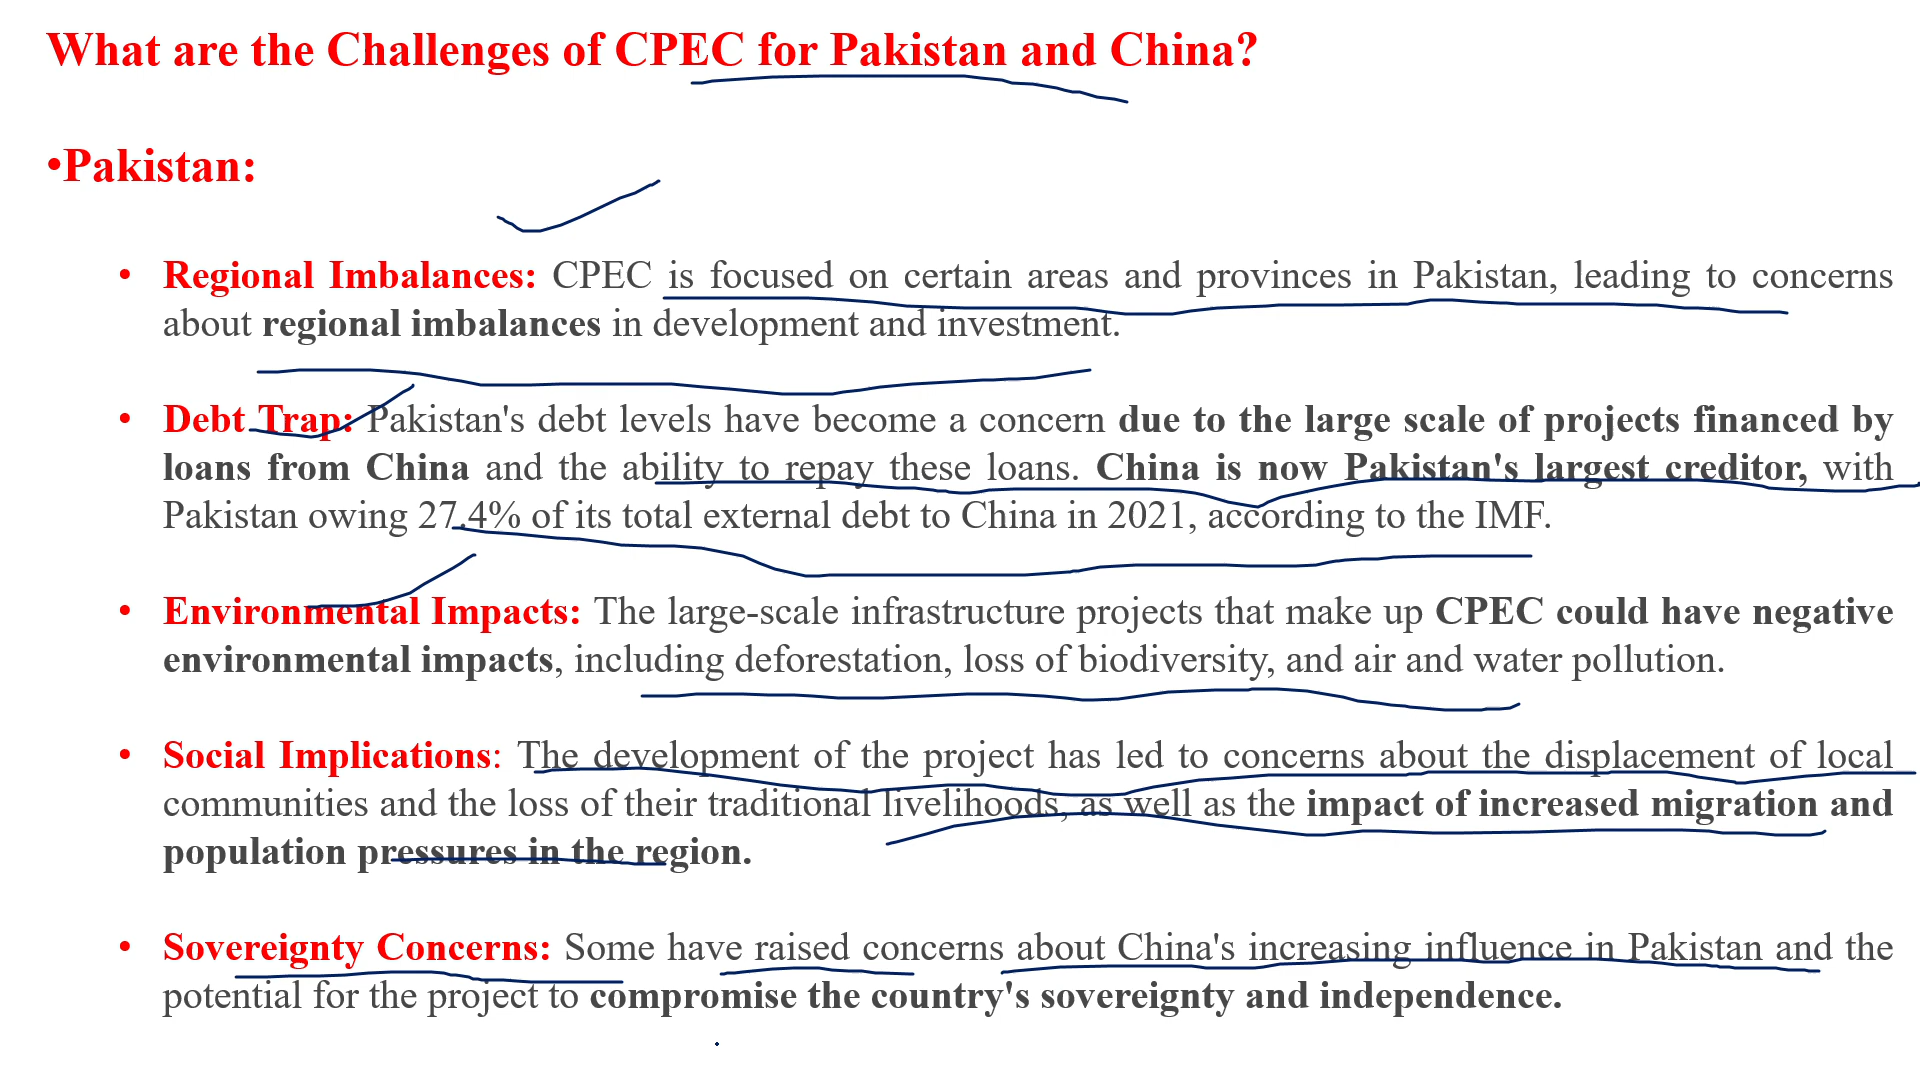 What are the Challenges of CPEC for Pakistan and China?
•Pakistan:
• Regional Imbalances: CPEC is focused on certain areas and provinces in Pakistan, leading to concerns
about regional imbalances in development and investment.
• Debt Trap: Pakistan's debt levels have become a concern due to the large scale of projects financed by
loans from China and the ability to repay these loans. China is now Pakistan's largest creditor, with
Pakistan owing 27.4% of its total external debt to China in 2021, according to the IMF.
• Environmental Impacts: The large-scale infrastructure projects that make up CPEC could have negative
environmental impacts, including deforestation, loss of biodiversity, and air and water pollution.
• Social Implications: The development of the project has led to concerns about the displacement of local
communities and the loss of their traditional livelihoods, as well as the impact of increased migration and
population pressures in the region.
• Sovereignty Concerns: Some have raised concerns about China's increasing influence in Pakistan and the
potential for the project to compromise the country's sovereignty and independence.